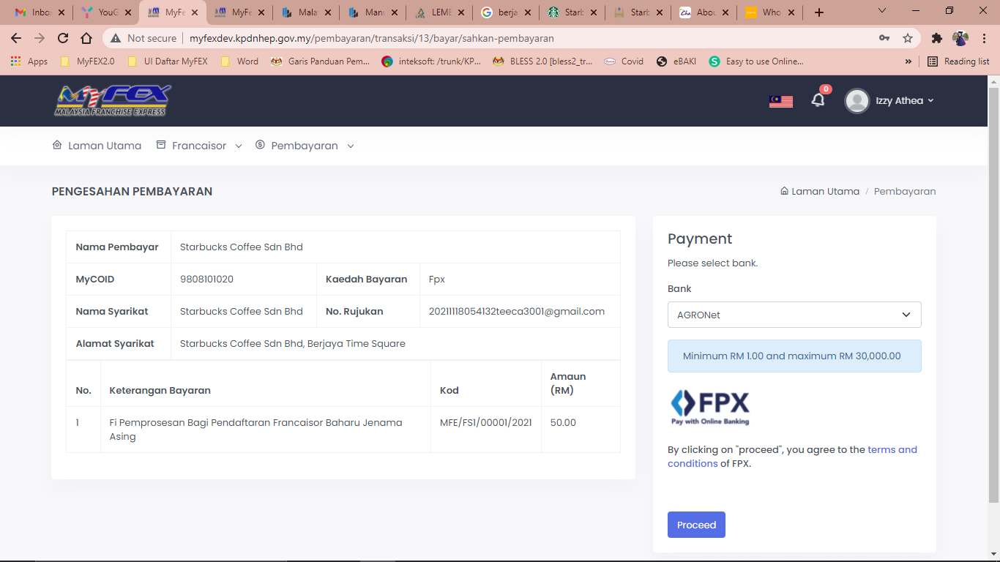 Inbo
YouG
MyFe
MyFe
Mala
Manu
LEME
berja
Starb
Starb
Abou
Who
Not secure
myfexdev.kpdnhep.gov.my/pembayaran/transaksi/13/bayar/sahkan-pembayaran
Apps
MyFEX2.0
UI Daftar MyFEX
Word
Garis Panduan Pem...
inteksoft: /trunk/KP...
BLESS 2.0 [bless2_tr...
Covid
eBAKI
Easy to use Online...
»
Reading list
MyFEX
MALAYSIA FRANCHISE EXPRESS
0
Izzy Athea
Laman Utama
Francaisor
Pembayaran
PENGESAHAN PEMBAYARAN
Laman Utama / Pembayaran
Nama Pembayar Starbucks Coffee Sdn Bhd
MyCOID 9808101020 Kaedah Bayaran Fpx
Nama Syarikat Starbucks Coffee Sdn Bhd No. Rujukan 20211118054132teeca3001@gmail.com
Alamat Syarikat Starbucks Coffee Sdn Bhd, Berjaya Time Square
No. Keterangan Bayaran Kod Amaun (RM)
1 Fi Pemprosesan Bagi Pendaftaran Francaisor Baharu Jenama Asing MFE/FS1/00001/2021 50.00
Payment
Please select bank.
Bank
AGRONet
Minimum RM 1.00 and maximum RM 30,000.00
FPX
Pay with Online Banking
By clicking on "proceed", you agree to the terms and
conditions of FPX.
Proceed